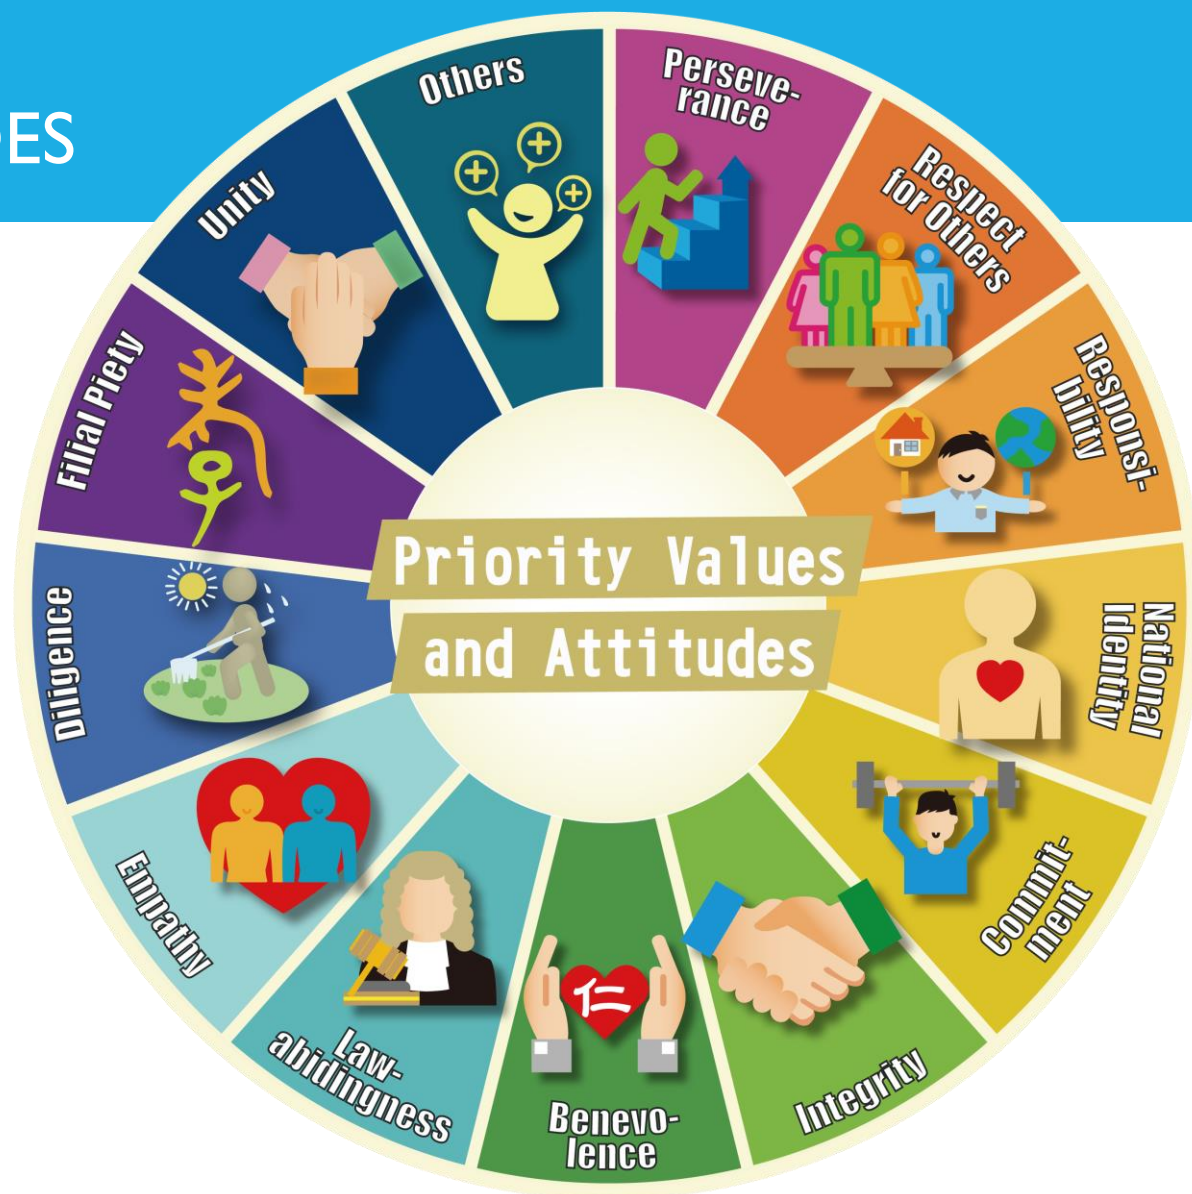 DES
Others
Perseve-
rance
Respect
for Others
Responsi-
bility
National
Identity
Commit-
ment
Integrity
Benevo-
lence
仁
Law-
abidingness
Empathy
Diligence
Filial Piety
Unity
Priority Values
and Attitudes